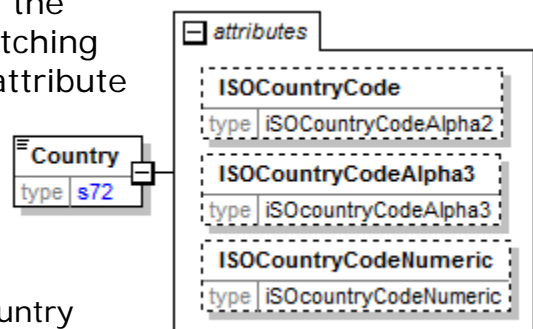 the
tching
attribute
attributes
ISOCountryCode
type iSOCountryCodeAlpha2
Country
type s72
ISOCountryCodeAlpha3
type iSOcountryCodeAlpha3
ISOCountryCodeNumeric
type iSOcountryCodeNumeric
untry